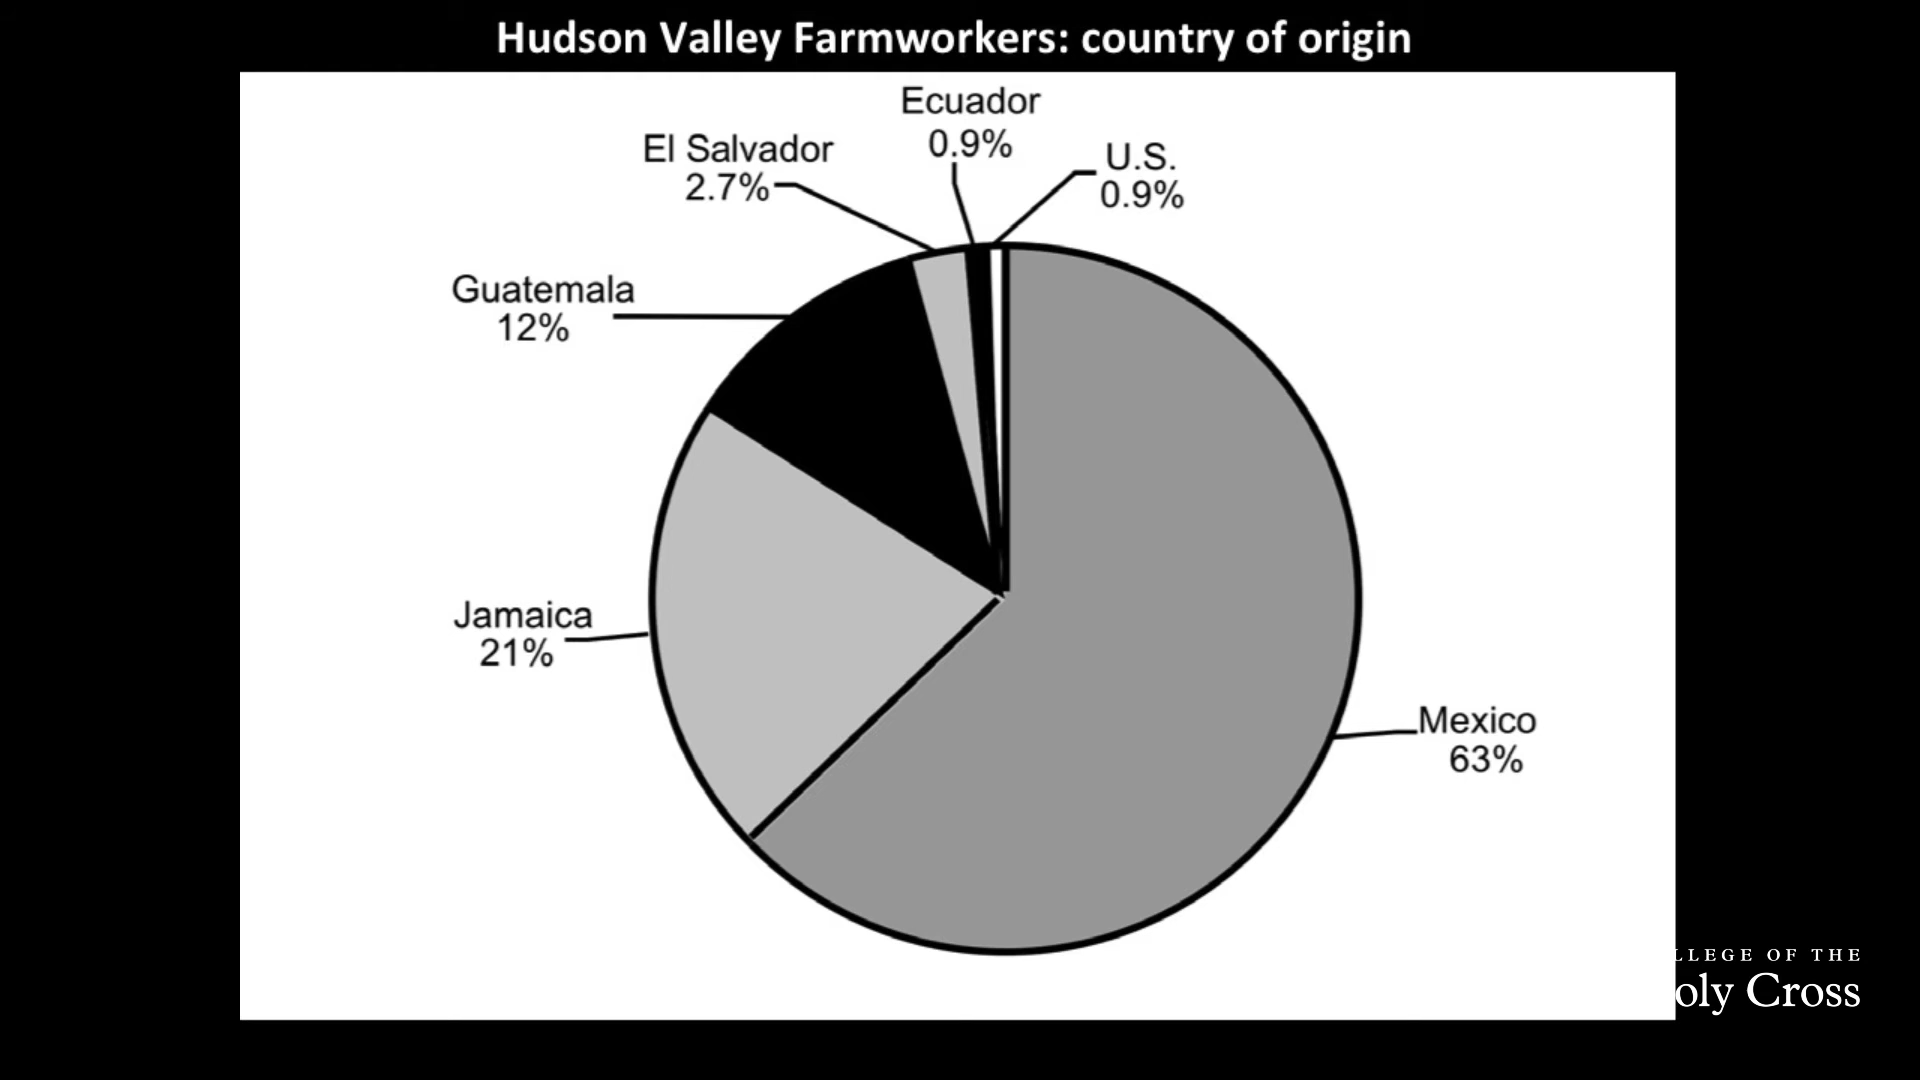 Hudson Valley Farmworkers: country of origin
Ecuador
0.9%
El Salvador
2.7%
U.S.
0.9%
Guatemala
12%
Jamaica
21%
Mexico
63%
LLEGE OF THE
oly Cross